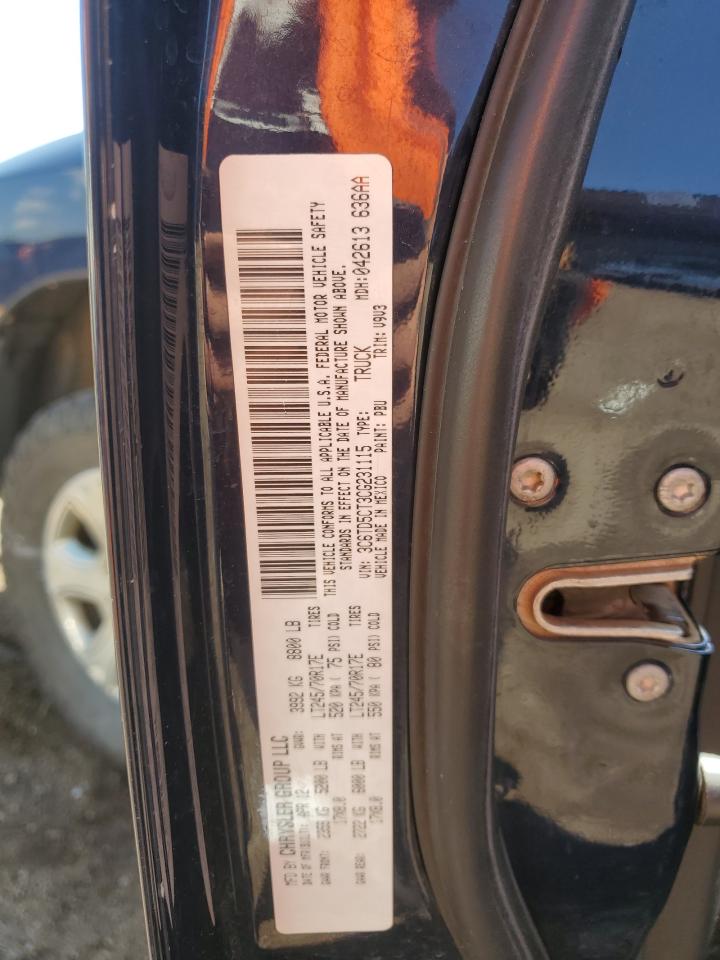 MFD BY CHRYSLER GROUP LLC
DATE OF MFR(BUILT): APR 12 GVWR: 3992 KG 8800 LB
GAWR FRONT: 2359 KG 5200 LB WITH LT245/70R17E TIRES
17X8.0 RIMS AT 520 KPA ( 75 PSI) COLD
GAWR REAR: 2722 KG 6000 LB WITH LT245/70R17E TIRES
17X8.0 RIMS AT 550 KPA ( 80 PSI) COLD
THIS VEHICLE CONFORMS TO ALL APPLICABLE U.S.A. FEDERAL MOTOR VEHICLE SAFETY
STANDARDS IN EFFECT ON THE DATE OF MANUFACTURE SHOWN ABOVE.
VIN: 3C6TD5CT3CG231115 TYPE: TRUCK MDH:042613 636AA
VEHICLE MADE IN MEXICO PAINT: PBU TRIM: V9V3